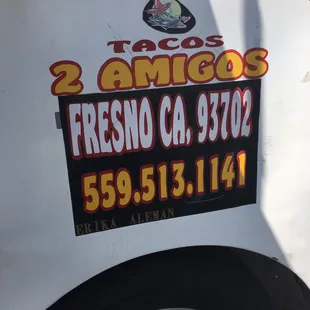 TACOS
2 AMIGOS
FRESNO CA, 93702
559.513.1141
ERIKA ALEMAN